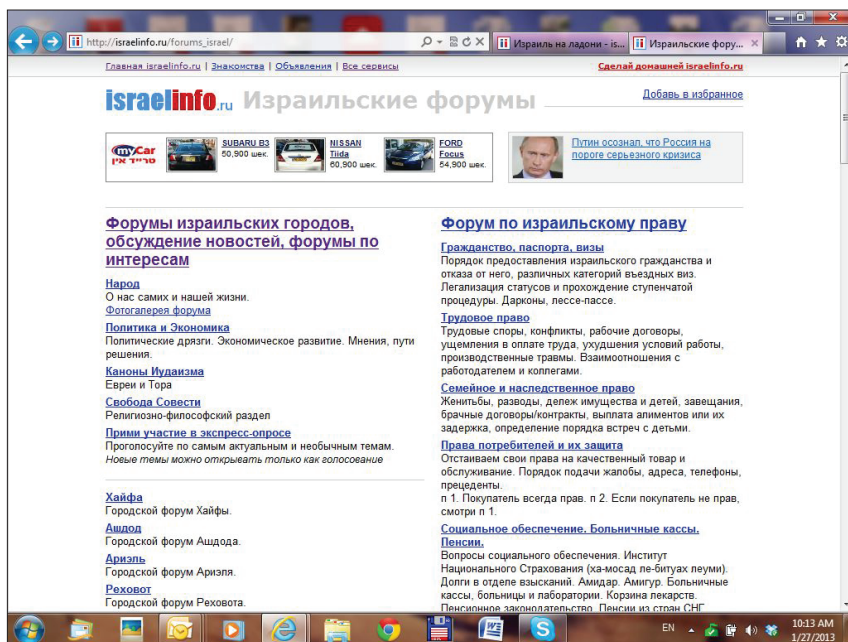 http://israelinfo.ru/forums_israel/
Израиль на ладони - is...
Израильские фору...
Главная israelinfo.ru | Знакомства | Объявления | Все сервисы
Сделай домашней israelinfo.ru
israelinfo.ru Израильские форумы
Добавь в избранное
myCar
טרייד אין
SUBARU B3
50,900 шек.
NISSAN
Tiida
60,900 шек.
FORD
Focus
54,900 шек.
Путин осознал, что Россия на
пороге серьезного кризиса
Форумы израильских городов,
обсуждение новостей, форумы по
интересам
Народ
О нас самих и нашей жизни.
Фотогалерея форума
Политика и Экономика
Политические дрязги. Экономическое развитие. Мнения, пути
решения.
Каноны Иудаизма
Евреи и Тора
Свобода Совести
Религиозно-философский раздел
Прими участие в экспресс-опросе
Проголосуйте по самым актуальным и необычным темам.
Новые темы можно открывать только как голосование
Хайфа
Городской форум Хайфы.
Ашдод
Городской форум Ашдода.
Ариэль
Городской форум Ариэля.
Реховот
Городской форум Реховота.
Форум по израильскому праву
Гражданство, паспорта, визы
Порядок предоставления израильского гражданства и
отказа от него, различных категорий въездных виз.
Легализация статусов и прохождение ступенчатой
процедуры. Дарконы, лессе-пассе.
Трудовое право
Трудовые споры, конфликты, рабочие договоры,
ущемления в оплате труда, ухудшения условий работы,
производственные травмы. Взаимоотношения с
работодателем и коллегами.
Семейное и наследственное право
Женитьбы, разводы, дележ имущества и детей, завещания,
брачные договоры/контракты, выплата алиментов или их
задержка, определение порядка встреч с детьми.
Права потребителей и их защита
Отстаиваем свои права на качественный товар и
обслуживание. Порядок подачи жалобы, адреса, телефоны,
прецеденты.
п 1. Покупатель всегда прав. п 2. Если покупатель не прав,
смотри п 1.
Социальное обеспечение. Больничные кассы.
Пенсии.
Вопросы социального обеспечения. Институт
Национального Страхования (ха-мосад ле-битуах леуми).
Долги в отделе взысканий. Амидар. Амигур. Больничные
кассы, больницы и лаборатории. Корзина лекарств.
Пенсионное законодательство. Пенсии из стран СНГ
EN
10:13 AM
1/27/2013